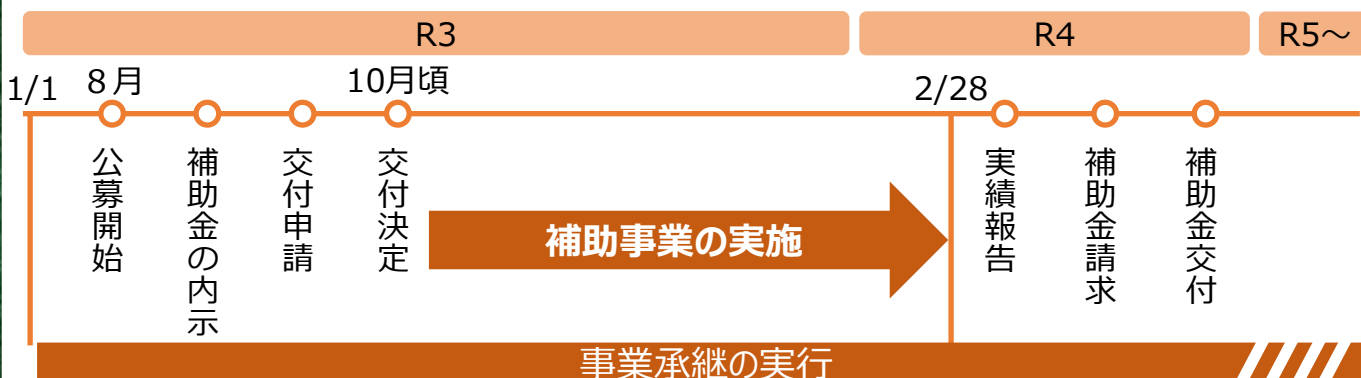 R3
R4
R5～
1/1
８月
10月頃
2/28
公募開始
補助金の内示
交付申請
交付決定
補助事業の実施
実績報告
補助金請求
補助金交付
事業承継の実行